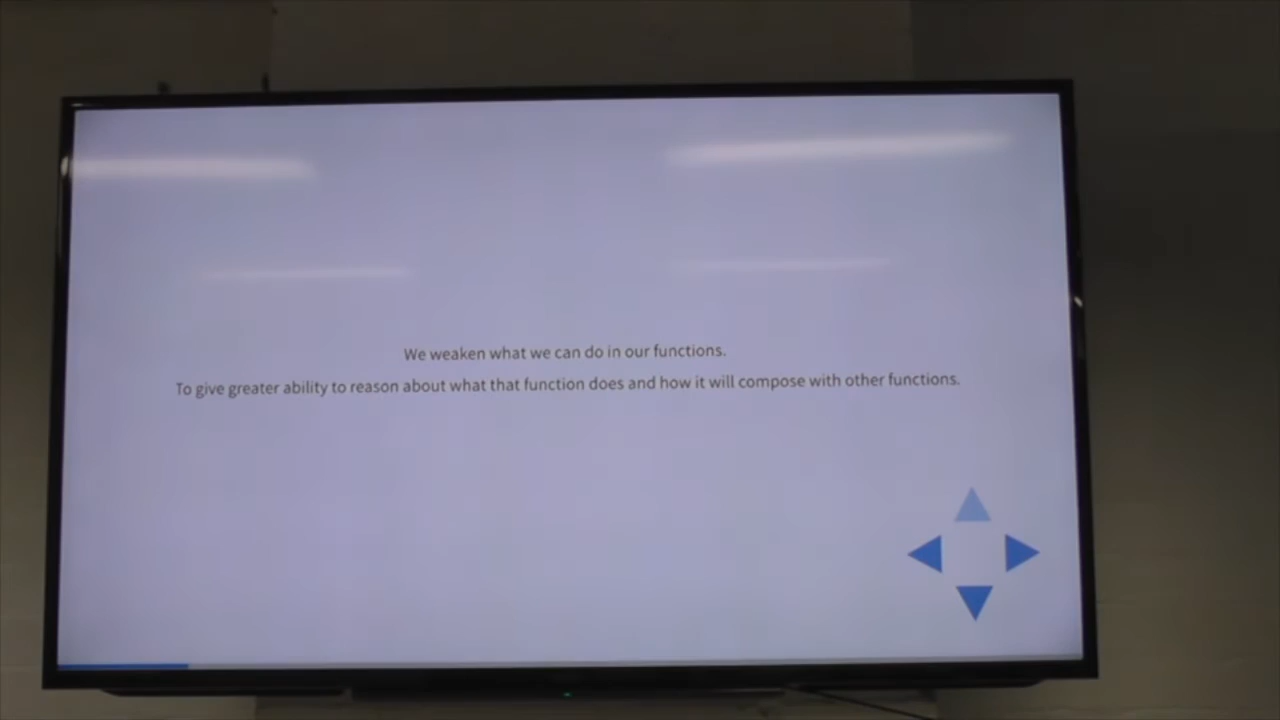 We weaken what we can do in our functions.
To give greater ability to reason about what that function does and how it will compose with other functions.